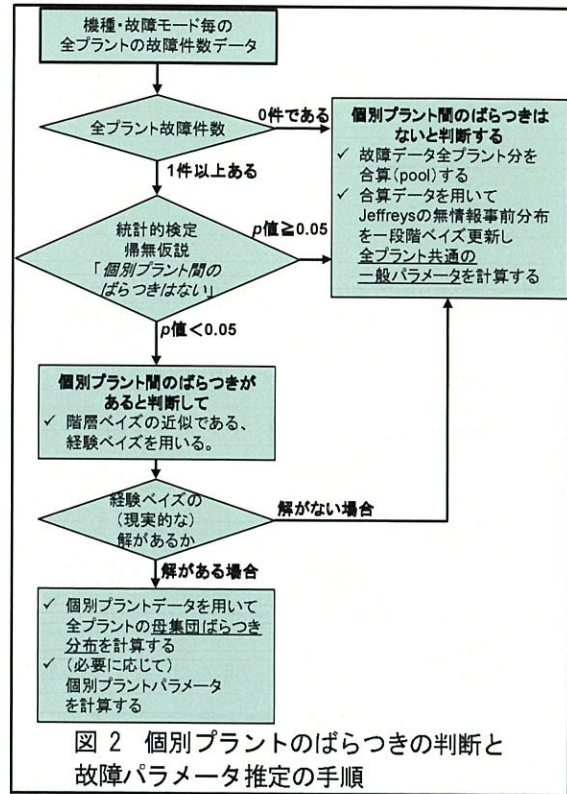 機種・故障モード毎の
全プラントの故障件数データ
全プラント故障件数
0件である
1件以上ある
統計的検定
帰無仮説
「個別プラント間の
ばらつきはない」
p値≧0.05
p値<0.05
個別プラント間のばらつきは
ないと判断する
✓ 故障データ全プラント分を
合算(pool)する
✓ 合算データを用いて
Jeffreysの無情報事前分布
を一段階ベイズ更新し
全プラント共通の
一般パラメータを計算する
個別プラント間のばらつきが
あると判断して
✓ 階層ベイズの近似である、
経験ベイズを用いる。
経験ベイズの
(現実的な)
解があるか
解がない場合
解がある場合
✓ 個別プラントデータを用いて
全プラントの母集団ばらつき
分布を計算する
✓ (必要に応じて)
個別プラントパラメータ
を計算する
図 2 個別プラントのばらつきの判断と
故障パラメータ推定の手順